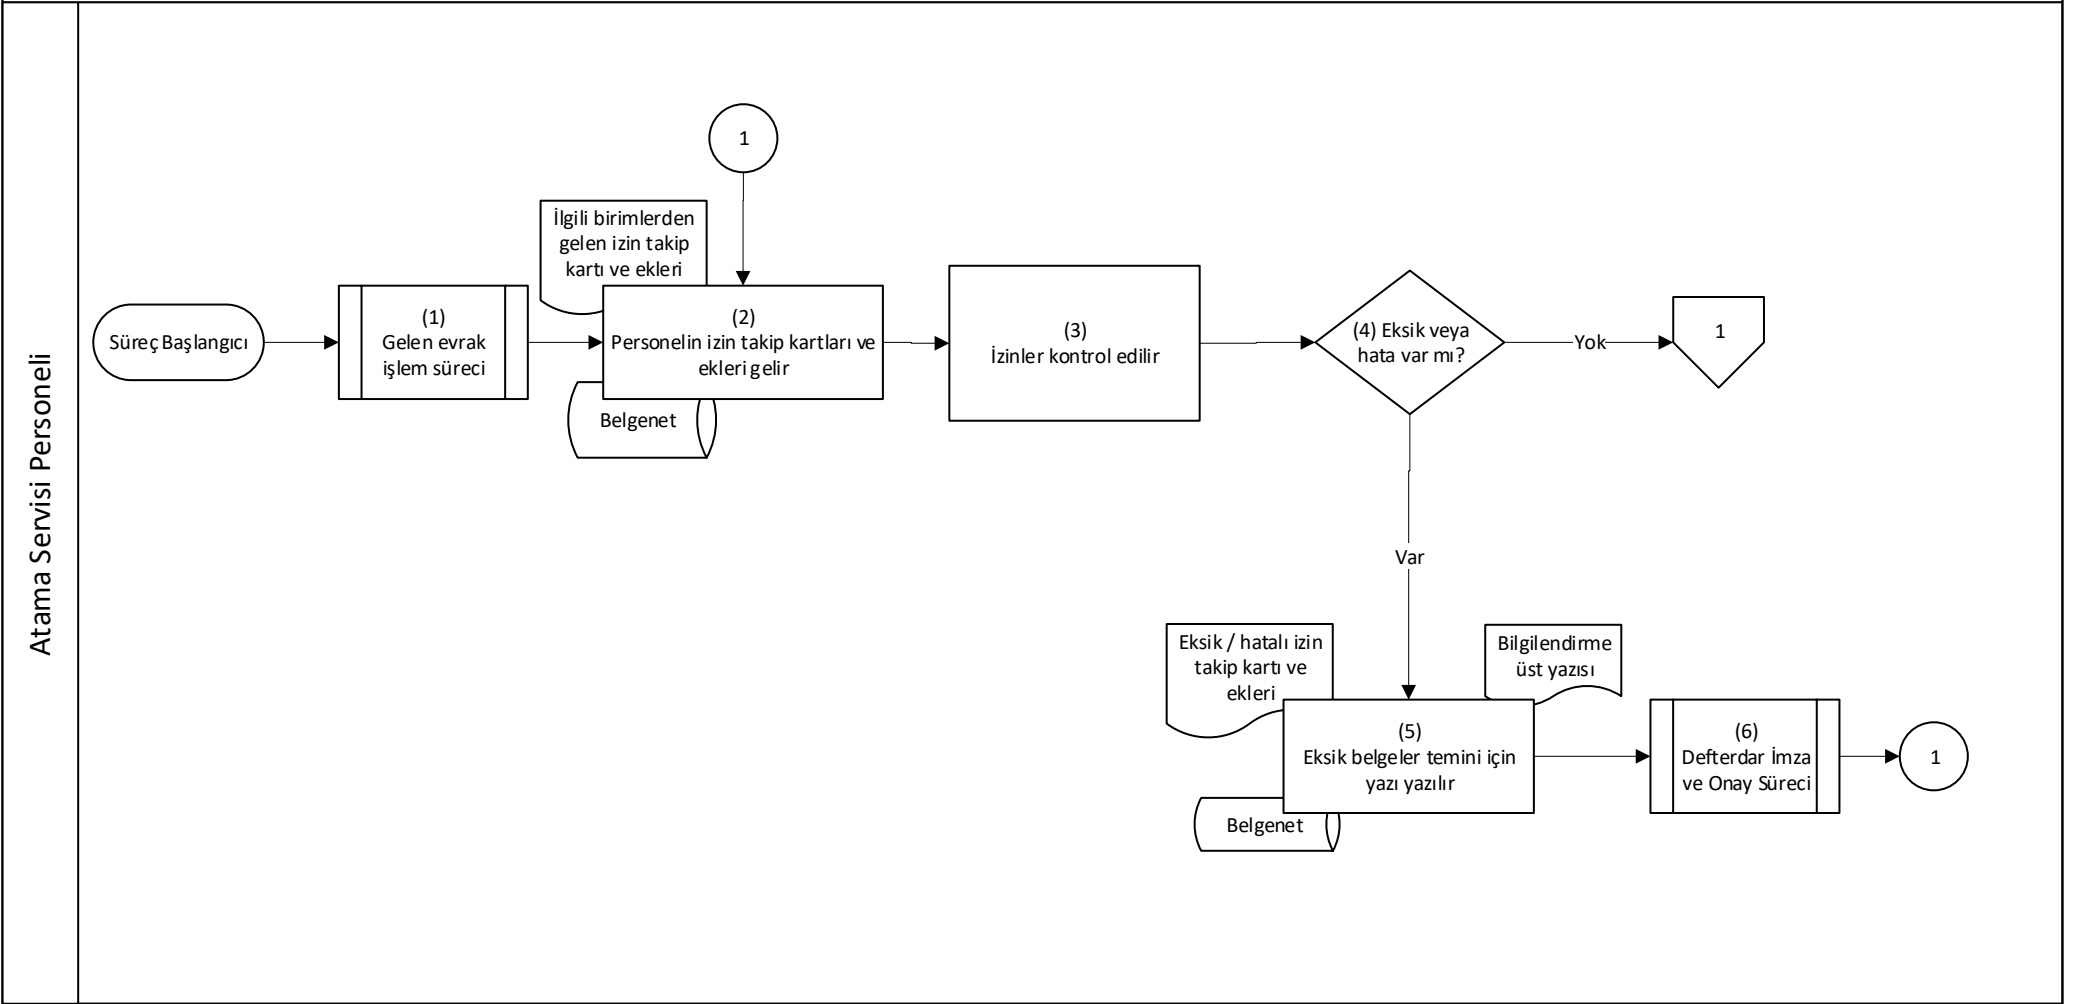 Atama Servisi Personeli
Süreç Başlangıcı
(1)
Gelen evrak
işlem süreci
1
İlgili birimlerden
gelen izin takip
kartı ve ekleri
(2)
Personelin izin takip kartları ve
ekleri gelir
Belgenet
(3)
İzinler kontrol edilir
(4) Eksik veya
hata var mı?
Yok
1
Var
Eksik / hatalı izin
takip kartı ve
ekleri
Bilgilendirme
üst yazısı
(5)
Eksik belgeler temini için
yazı yazılır
Belgenet
(6)
Defterdar İmza
ve Onay Süreci
1